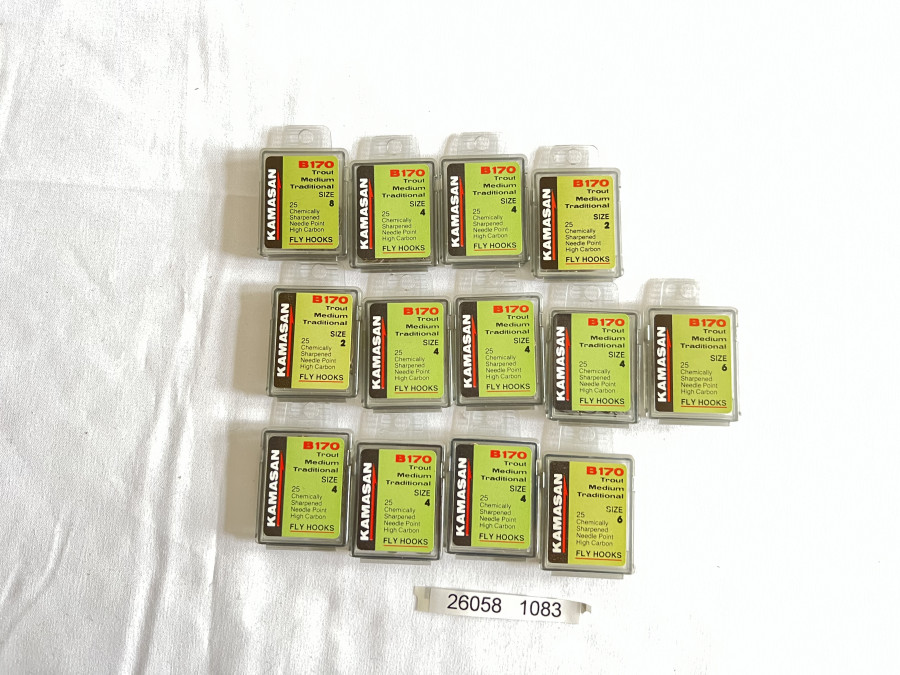 KAMASAN
B170
Trout
Medium
Traditional
SIZE
8
25
Chemically
Sharpened
Needle Point
High Carbon
FLY HOOKS
KAMASAN
B170
Trout
Medium
Traditional
SIZE
4
25
Chemically
Sharpened
Needle Point
High Carbon
FLY HOOKS
KAMASAN
B170
Trout
Medium
Traditional
SIZE
4
25
Chemically
Sharpened
Needle Point
High Carbon
FLY HOOKS
KAMASAN
B170
Trout
Medium
Traditional
SIZE
2
25
Chemically
Sharpened
Needle Point
High Carbon
FLY HOOKS
KAMASAN
B170
Trout
Medium
Traditional
SIZE
2
25
Chemically
Sharpened
Needle Point
High Carbon
FLY HOOKS
KAMASAN
B170
Trout
Medium
Traditional
SIZE
4
25
Chemically
Sharpened
Needle Point
High Carbon
FLY HOOKS
KAMASAN
B170
Trout
Medium
Traditional
SIZE
4
25
Chemically
Sharpened
Needle Point
High Carbon
FLY HOOKS
KAMASAN
B170
Trout
Medium
Traditional
SIZE
4
25
Chemically
Sharpened
Needle Point
High Carbon
FLY HOOKS
KAMASAN
B170
Trout
Medium
Traditional
SIZE
6
25
Chemically
Sharpened
Needle Point
High Carbon
FLY HOOKS
KAMASAN
B170
Trout
Medium
Traditional
SIZE
4
25
Chemically
Sharpened
Needle Point
High Carbon
FLY HOOKS
KAMASAN
B170
Trout
Medium
Traditional
SIZE
4
25
Chemically
Sharpened
Needle Point
High Carbon
FLY HOOKS
KAMASAN
B170
Trout
Medium
Traditional
SIZE
4
25
Chemically
Sharpened
Needle Point
High Carbon
FLY HOOKS
KAMASAN
B170
Trout
Medium
Traditional
SIZE
6
25
Chemically
Sharpened
Needle Point
High Carbon
FLY HOOKS
26058 1083